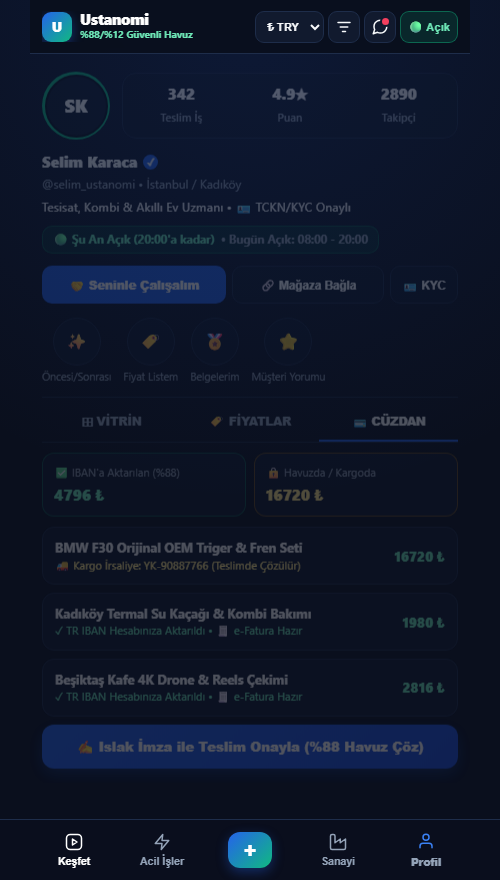 U
Ustanomi
%88/%12 Güvenli Havuz
₺ TRY
Açık
SK
342
Teslim İş
4.9★
Puan
2890
Takipçi
Selim Karaca ✓
@selim_ustanomi • İstanbul / Kadıköy
Tesisat, Kombi & Akıllı Ev Uzmanı • 🪪 TCKN/KYC Onaylı
Şu An Açık (20:00'a kadar) • Bugün Açık: 08:00 - 20:00
🤝 Seninle Çalışalım
🔗 Mağaza Bağla
🪪 KYC
Öncesi/Sonrası
Fiyat Listem
Belgelerim
Müşteri Yorumu
VİTRİN
🏷️ FİYATLAR
💳 CÜZDAN
✅ IBAN'a Aktarılan (%88)
4796 ₺
🔒 Havuzda / Kargoda
16720 ₺
BMW F30 Orijinal OEM Triger & Fren Seti
🚚 Kargo İrsaliye: YK-90887766 (Teslimde Çözülür)
16720 ₺
Kadıköy Termal Su Kaçağı & Kombi Bakımı
✓ TR IBAN Hesabınıza Aktarıldı • 🧾 e-Fatura Hazır
1980 ₺
Beşiktaş Kafe 4K Drone & Reels Çekimi
✓ TR IBAN Hesabınıza Aktarıldı • 🧾 e-Fatura Hazır
2816 ₺
✍️ Islak İmza ile Teslim Onayla (%88 Havuz Çöz)
Keşfet
Acil İşler
+
Sanayi
Profil